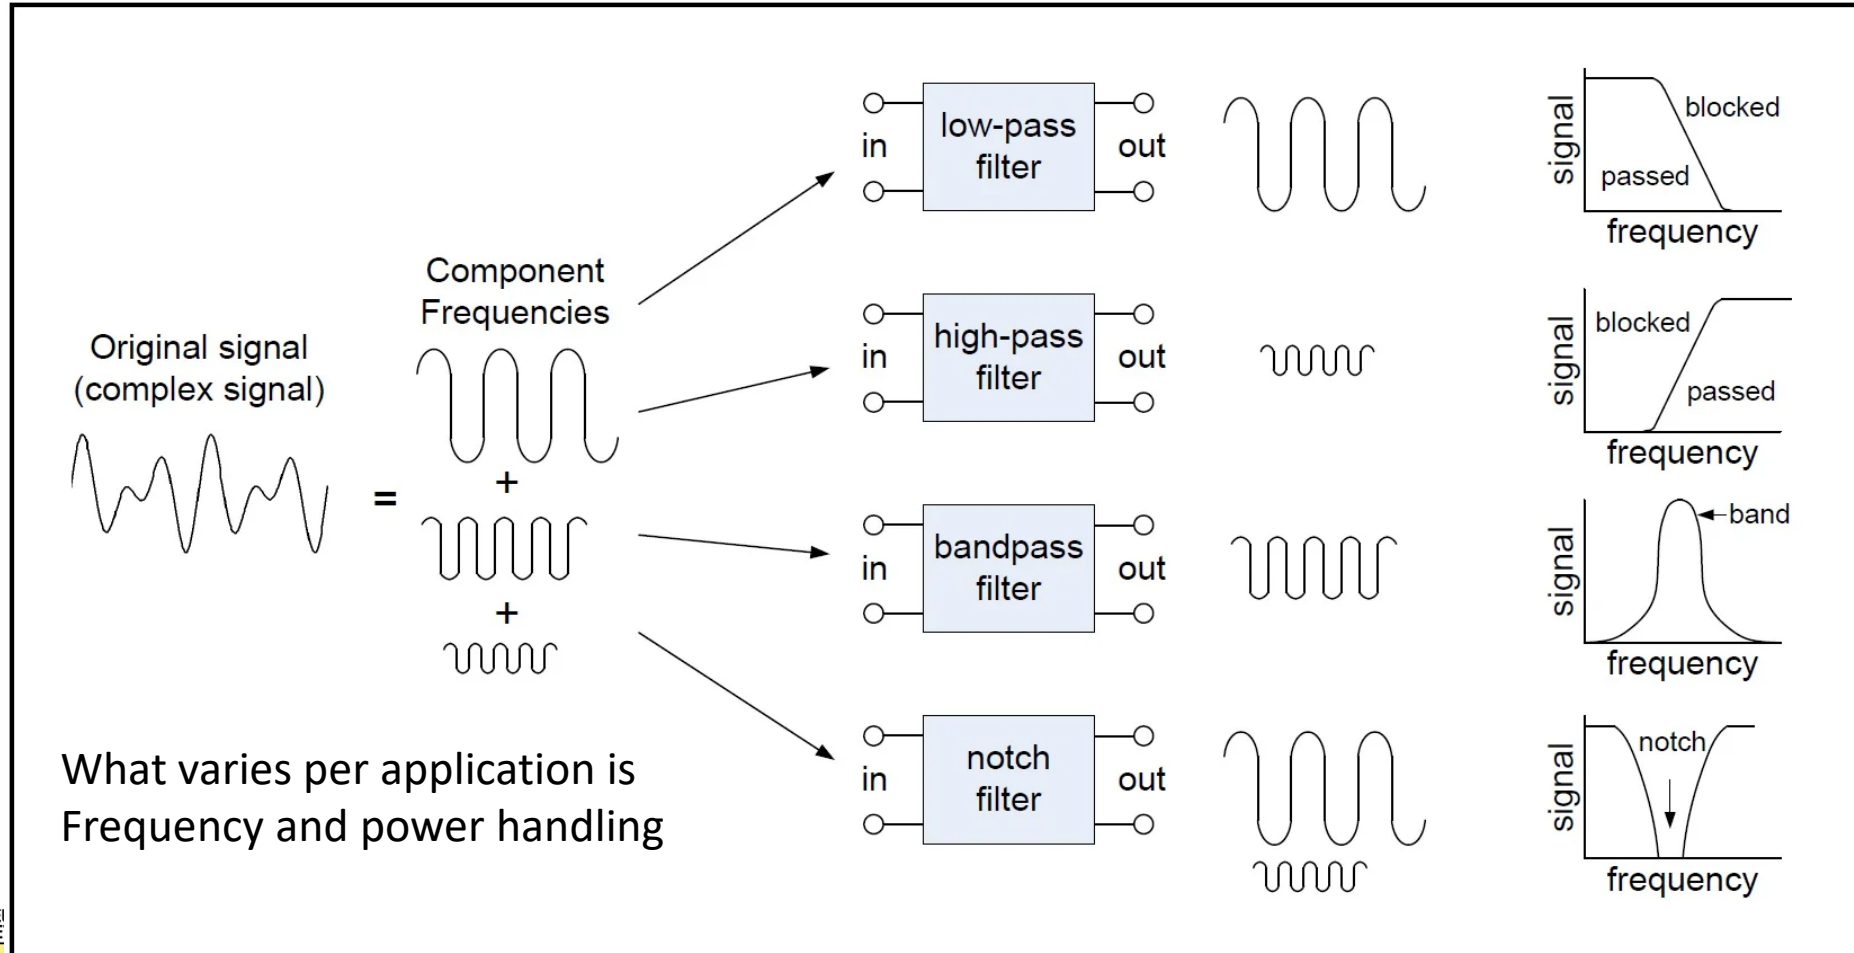 Original signal
(complex signal)
=
Component
Frequencies
+
+
What varies per application is
Frequency and power handling
in
low-pass
filter
out
signal
blocked
passed
frequency
in
high-pass
filter
out
signal
blocked
passed
frequency
in
bandpass
filter
out
signal
band
frequency
in
notch
filter
out
signal
notch
frequency